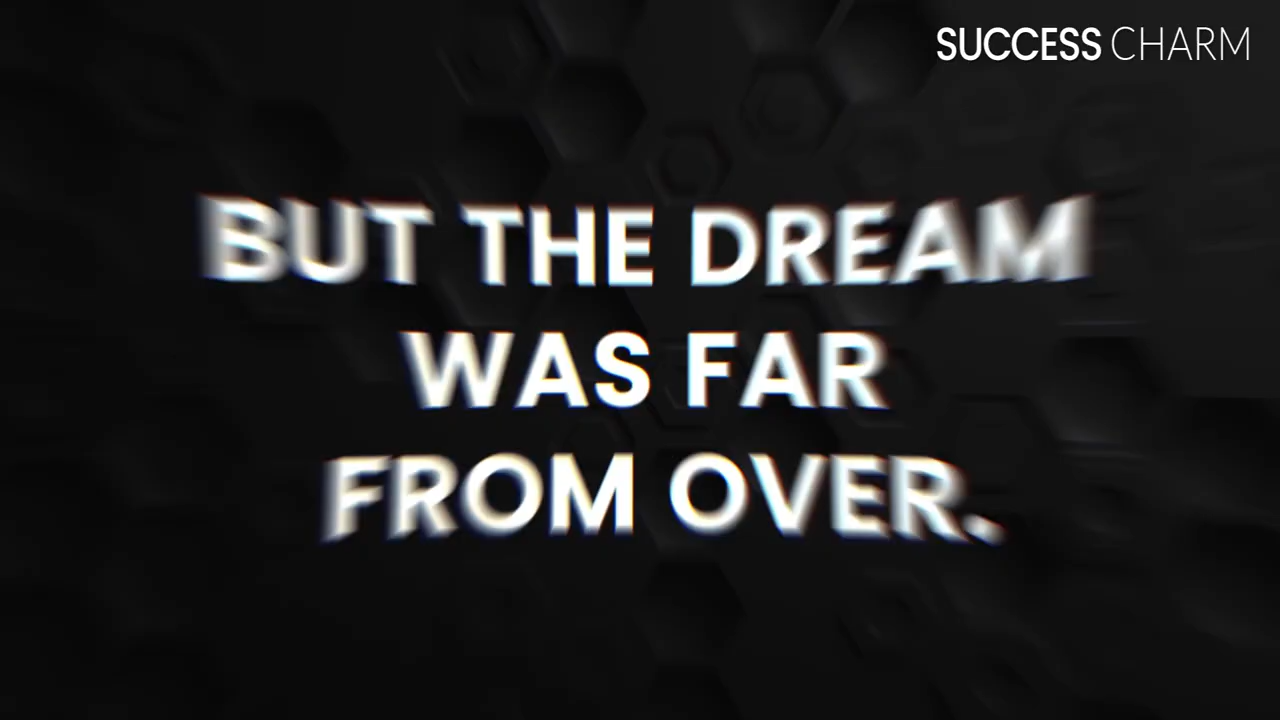 SUCCESS CHARM
BUT THE DREAM
WAS FAR
FROM OVER.